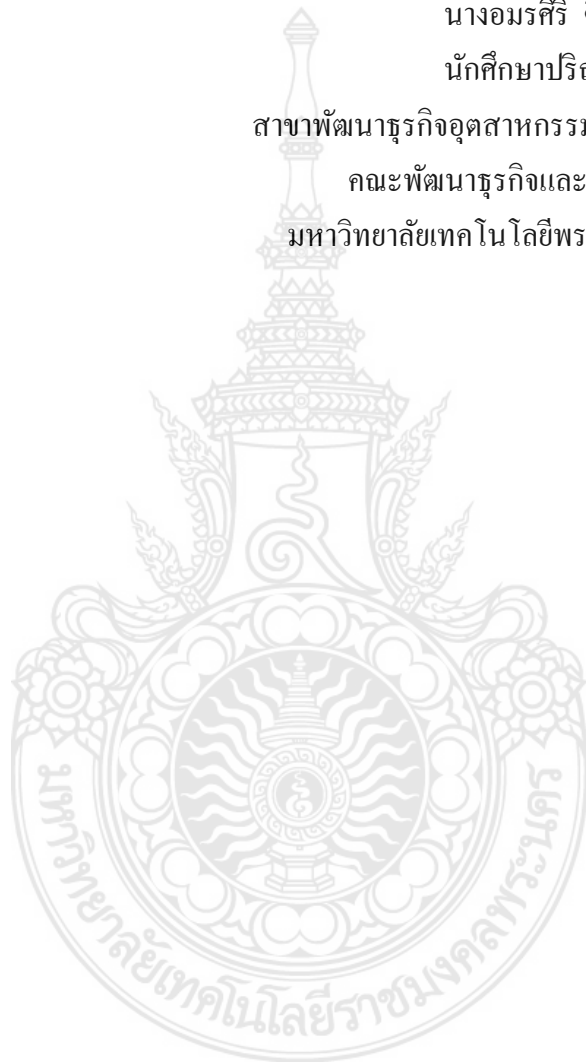 นางอมรศิริ
นักศึกษาปริญ
สาขาพัฒนาธุรกิจอุตสาหกรรม
คณะพัฒนาธุรกิจและ
มหาวิทยาลัยเทคโนโลยีพร
มหาวิทยาลัยเทคโนโลยีราชมงคลพระนคร